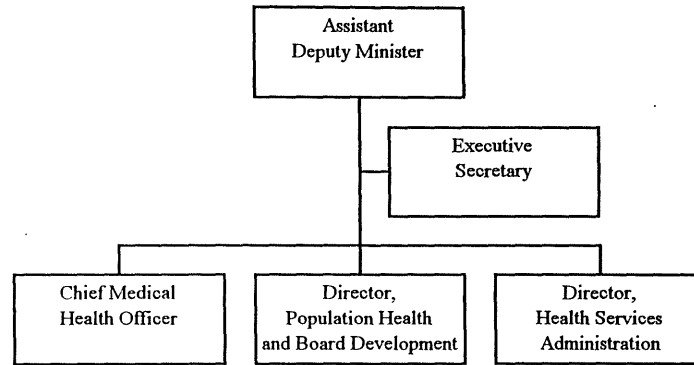 Assistant
Deputy Minister
Executive
Secretary
Chief Medical
Health Officer
Director,
Population Health
and Board Development
Director,
Health Services
Administration